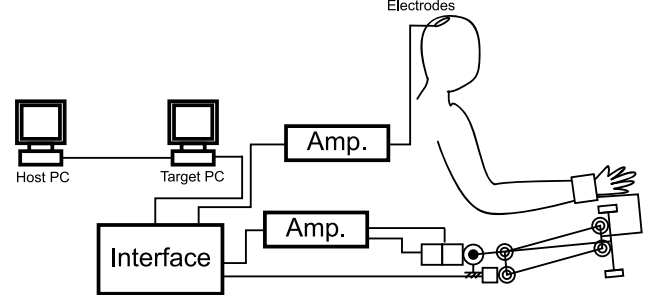 Electrodes
Amp.
Host PC
Target PC
Amp.
Interface